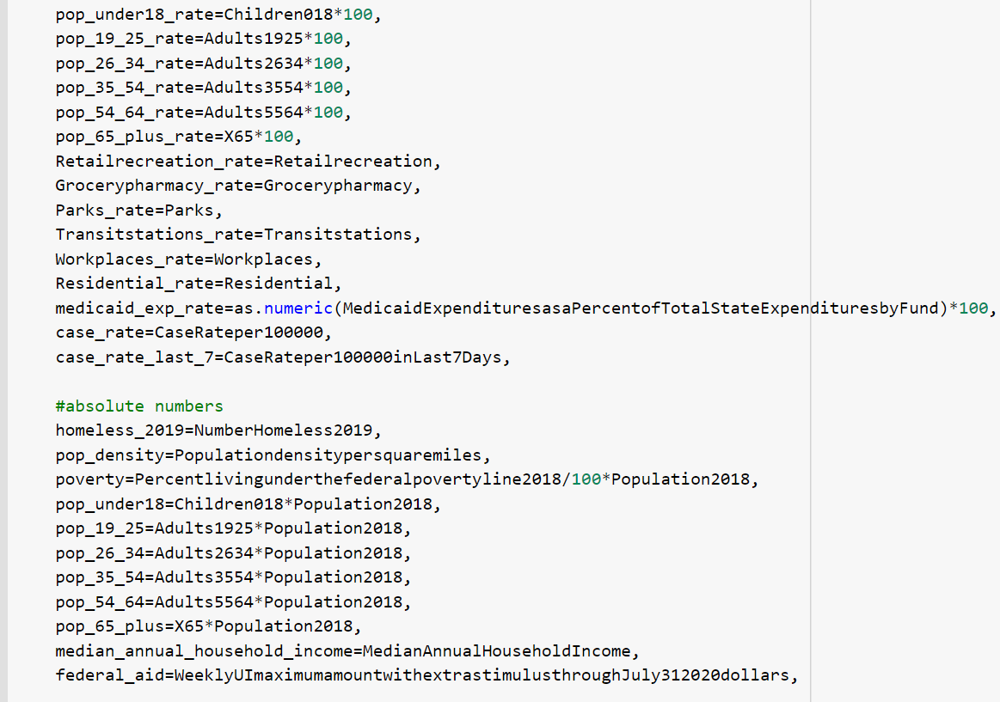 pop_under18_rate=Children018*100,
pop_19_25_rate=Adults1925*100,
pop_26_34_rate=Adults2634*100,
pop_35_54_rate=Adults3554*100,
pop_54_64_rate=Adults5564*100,
pop_65_plus_rate=X65*100,
Retailrecreation_rate=Retailrecreation,
Grocerypharmacy_rate=Grocerypharmacy,
Parks_rate=Parks,
Transitstations_rate=Transitstations,
Workplaces_rate=Workplaces,
Residential_rate=Residential,
medicaid_exp_rate=as.numeric(MedicaidExpendituresasaPercentofTotalStateExpendituresbyFund)*100,
case_rate=CaseRateper100000,
case_rate_last_7=CaseRateper100000inLast7Days,
#absolute numbers
homeless_2019=NumberHomeless2019,
pop_density=Populationdensitypersquaremiles,
poverty=Percentlivingunderthefederalpovertyline2018/100*Population2018,
pop_under18=Children018*Population2018,
pop_19_25=Adults1925*Population2018,
pop_26_34=Adults2634*Population2018,
pop_35_54=Adults3554*Population2018,
pop_54_64=Adults5564*Population2018,
pop_65_plus=X65*Population2018,
median_annual_household_income=MedianAnnualHouseholdIncome,
federal_aid=WeeklyUImaximumamountwithextrastimulusthroughJuly312020dollars,